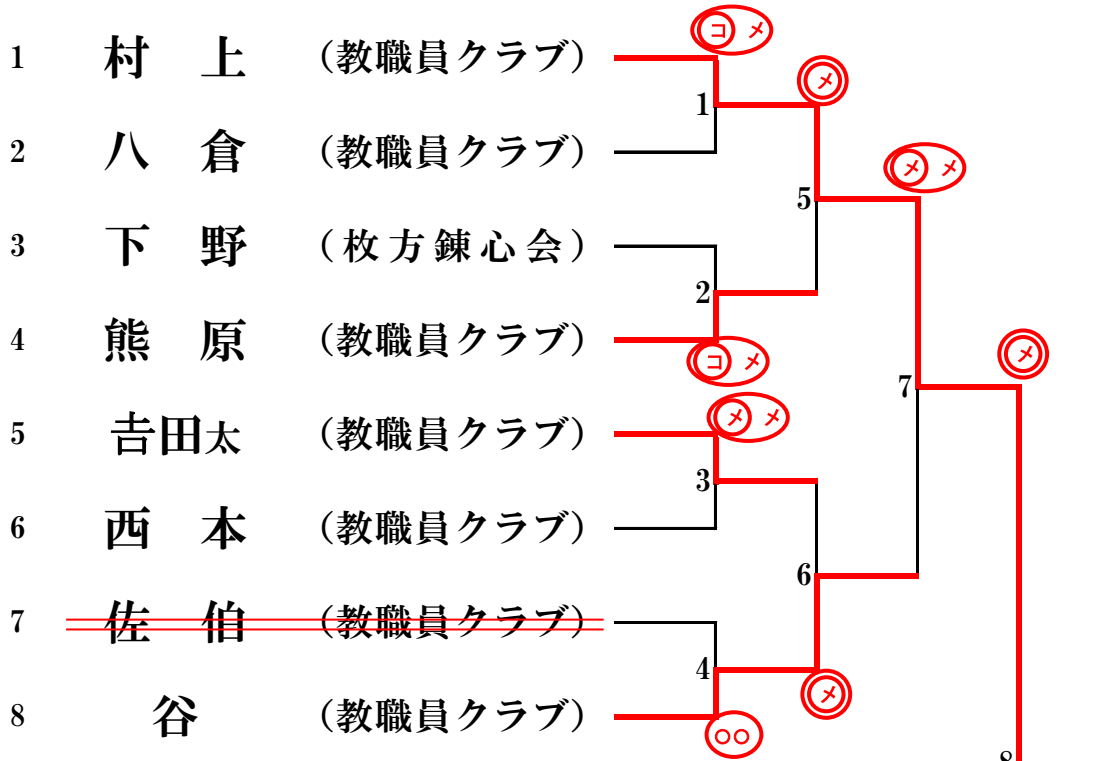 コ メ
1 村 上 (教職員クラブ)
メ
1
2 八 倉 (教職員クラブ)
メ メ
5
3 下 野 (枚方錬心会)
2
4 熊 原 (教職員クラブ)
メ
コ メ
7
メ メ
5 𠮷田太 (教職員クラブ)
3
6 西 本 (教職員クラブ)
6
7 佐 伯 (教職員クラブ)
4
メ
8 谷 (教職員クラブ)
○○
8